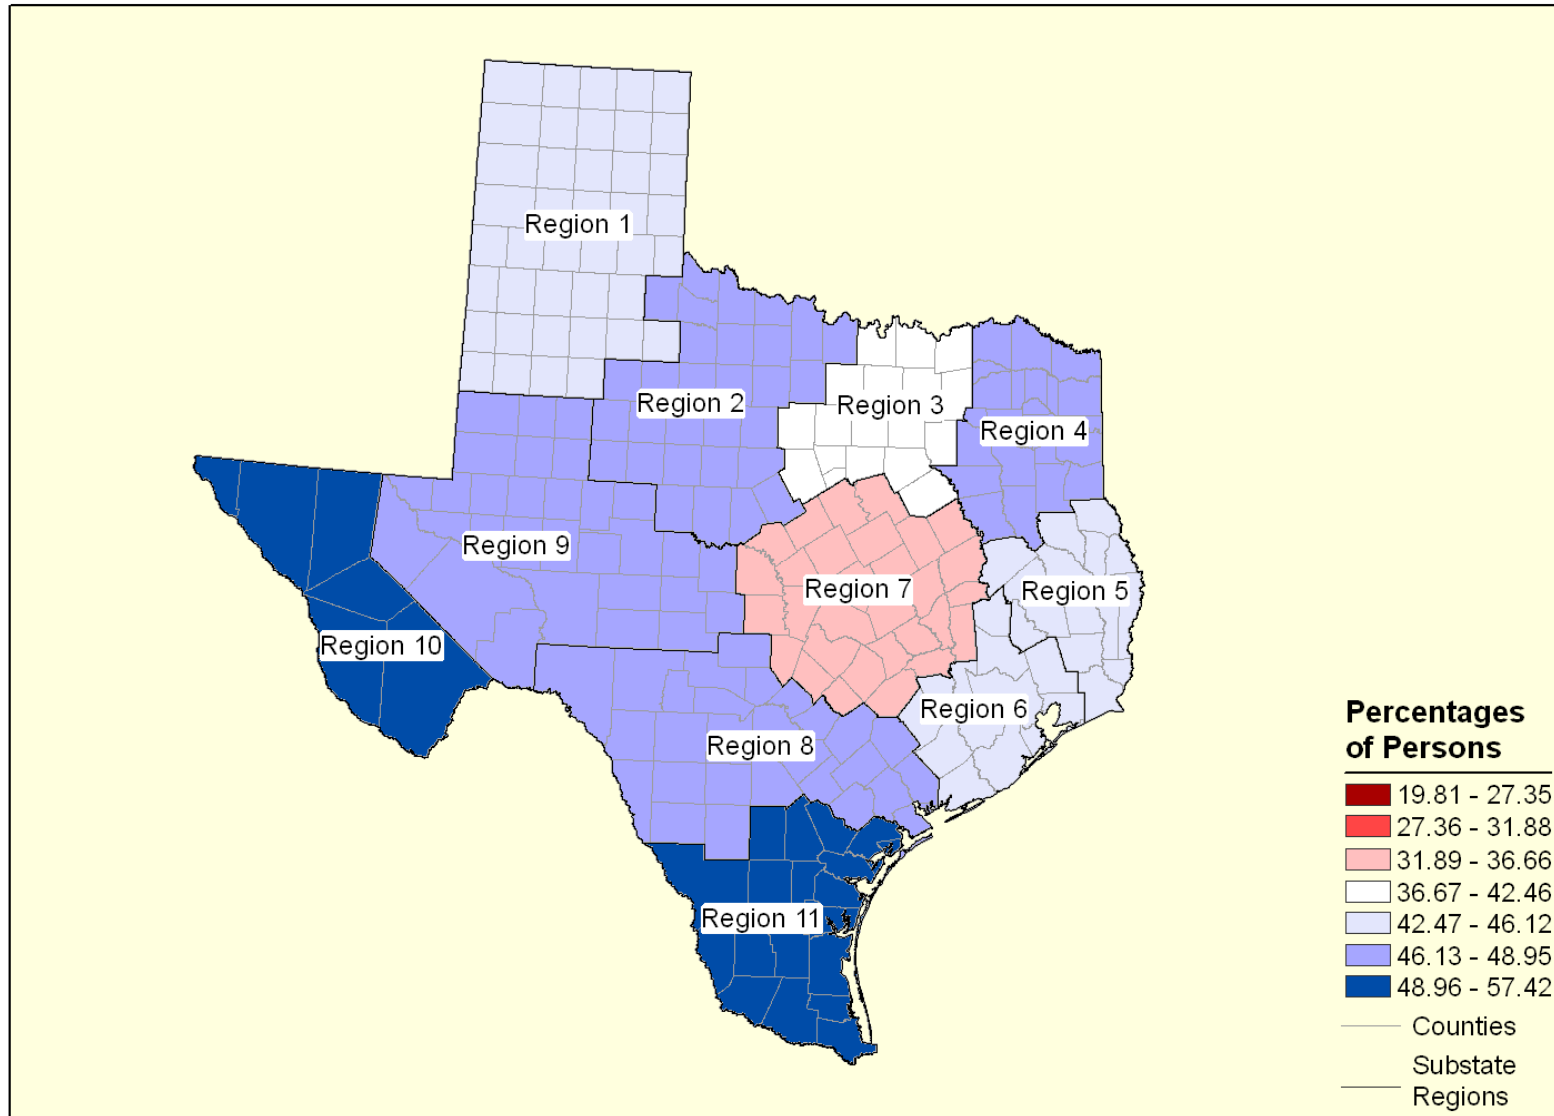 Region 1
Region 2
Region 3
Region 4
Region 9
Region 7
Region 5
Region 10
Region 6
Region 8
Region 11
Percentages
of Persons
19.81 - 27.35
27.36 - 31.88
31.89 - 36.66
36.67 - 42.46
42.47 - 46.12
46.13 - 48.95
48.96 - 57.42
Counties
Substate
Regions